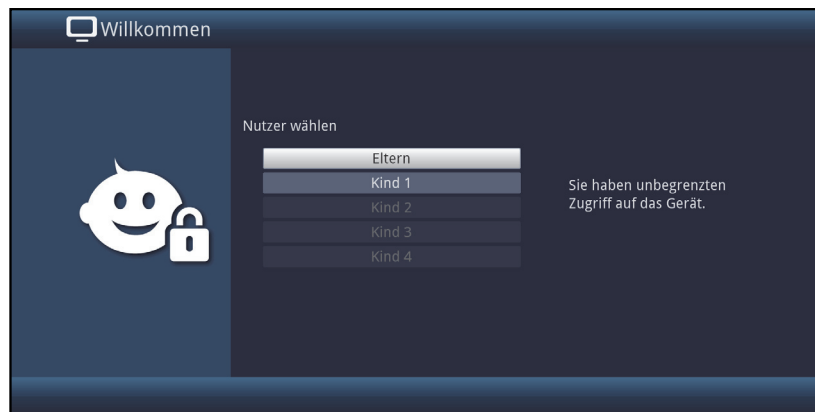 Willkommen
Nutzer wählen
Eltern
Kind 1
Kind 2
Kind 3
Kind 4
Sie haben unbegrenzten
Zugriff auf das Gerät.